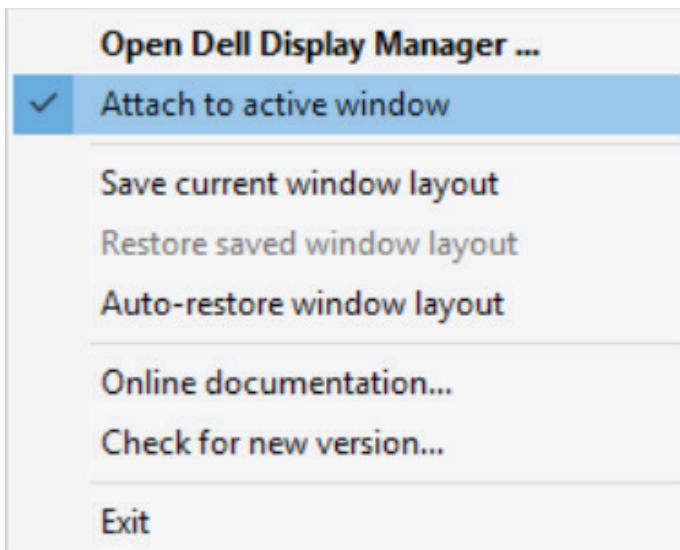 Open Dell Display Manager ...
Attach to active window
Save current window layout
Restore saved window layout
Auto-restore window layout
Online documentation...
Check for new version...
Exit